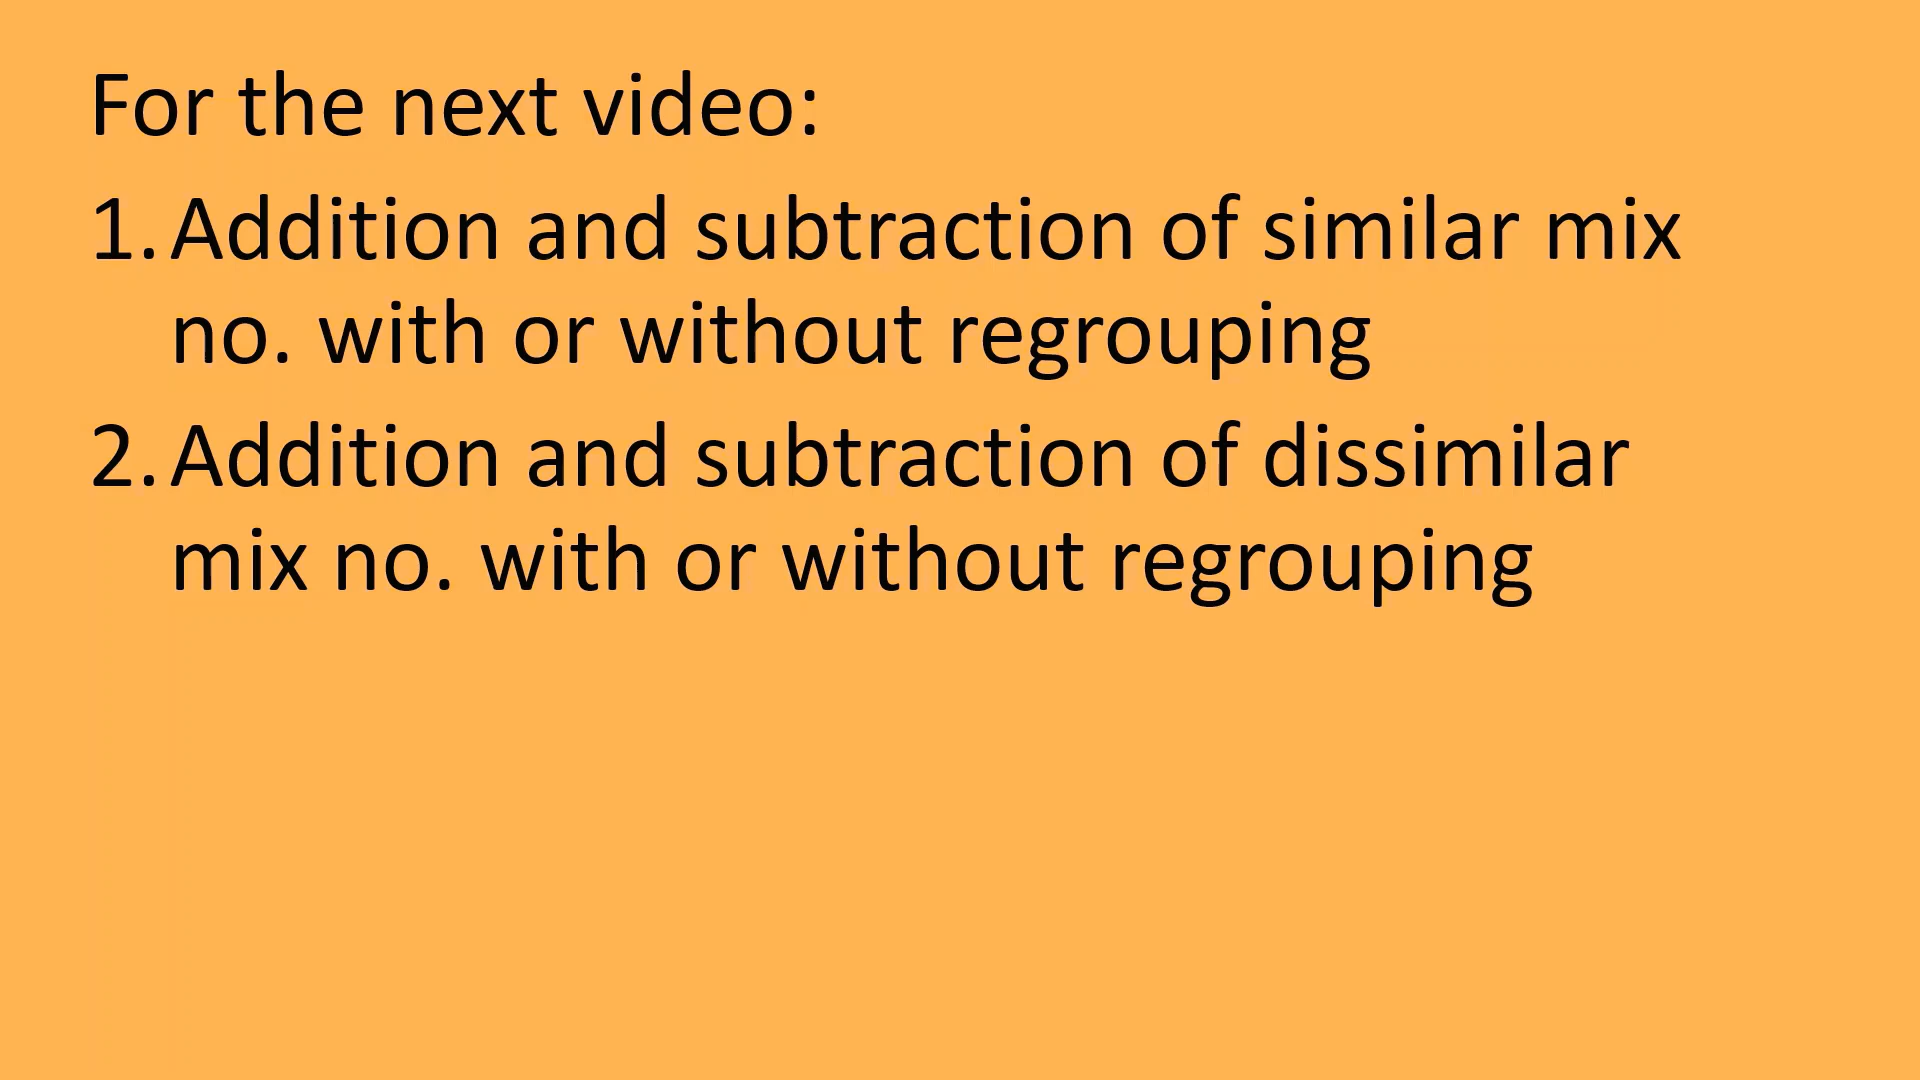 For the next video:
1. Addition and subtraction of similar mix
no. with or without regrouping
2. Addition and subtraction of dissimilar
mix no. with or without regrouping